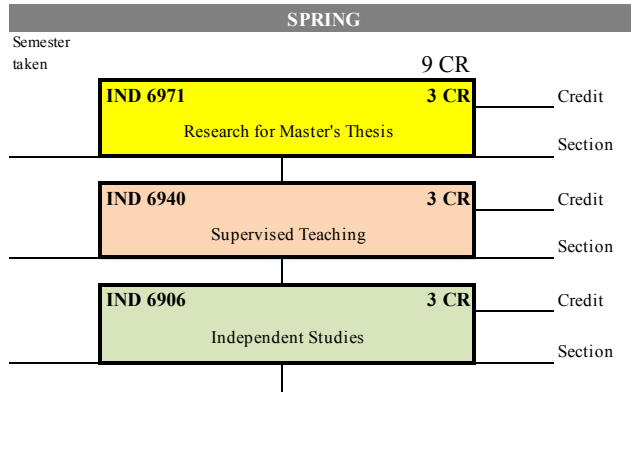 SPRING
Semester
taken
9 CR
IND 6971 3 CR Credit
Research for Master's Thesis
Section
IND 6940 3 CR Credit
Supervised Teaching
Section
IND 6906 3 CR Credit
Independent Studies
Section